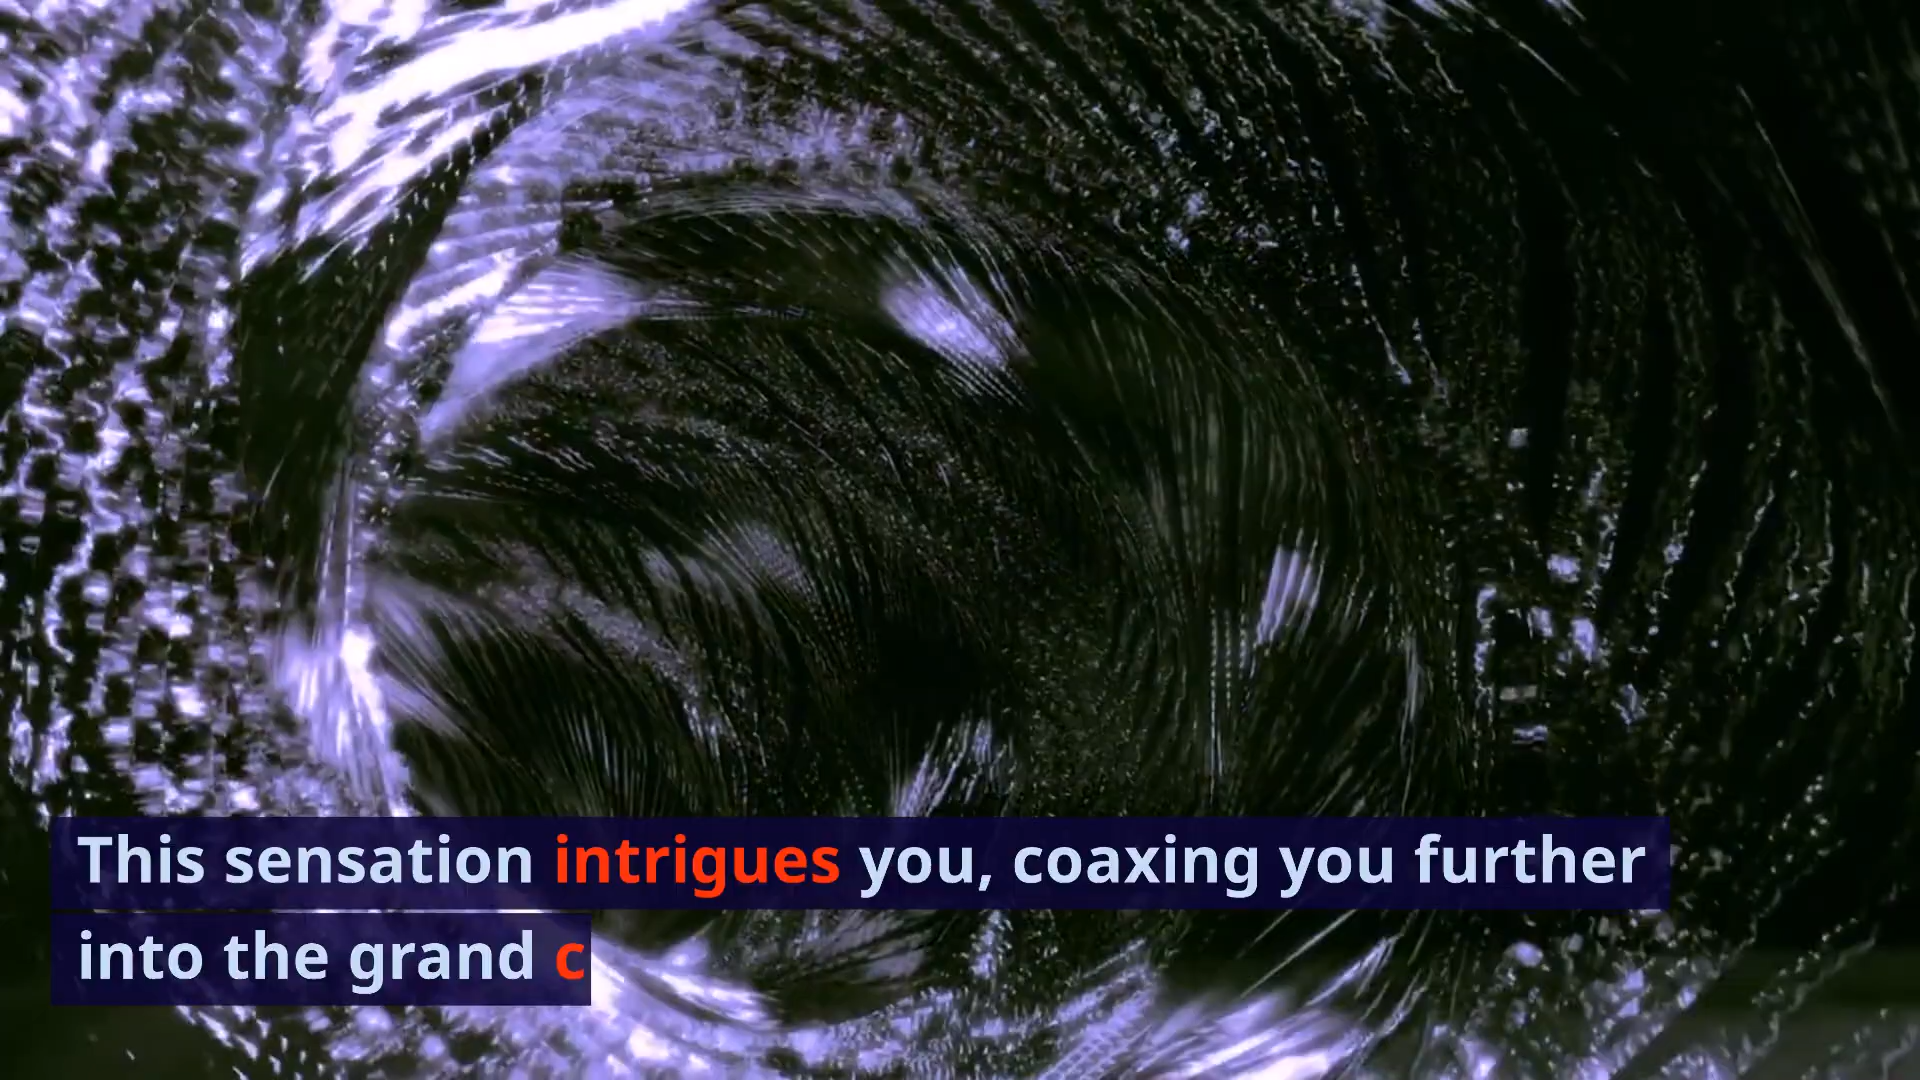 This sensation intrigues you, coaxing you further
into the grand c